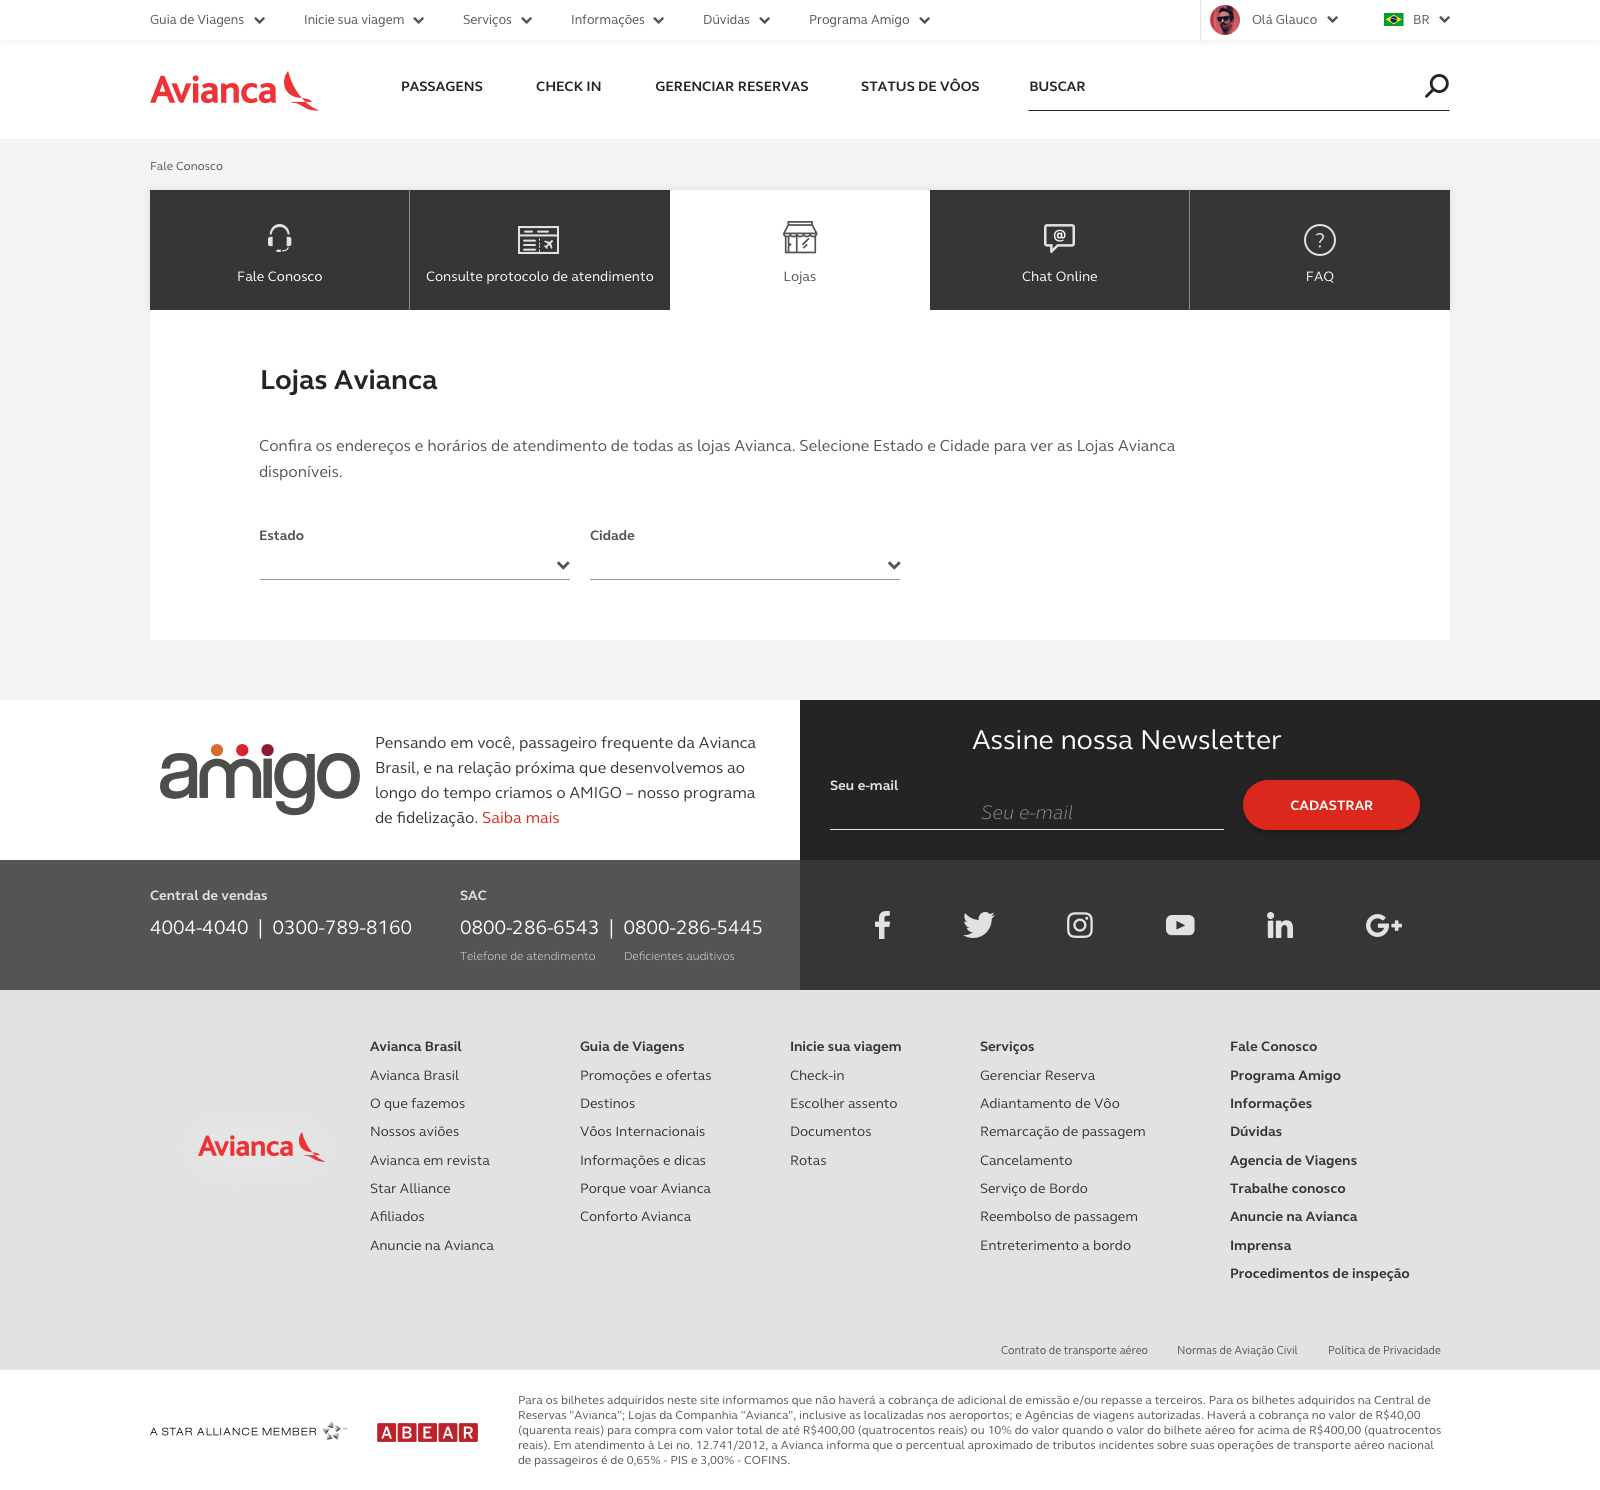 Guia de Viagens Inicie sua viagem Serviços Informações Dúvidas Programa Amigo Olá Glauco BR
Avianca PASSAGENS CHECK IN GERENCIAR RESERVAS STATUS DE VÔOS BUSCAR
Fale Conosco
Fale Conosco Consulte protocolo de atendimento Lojas Chat Online FAQ
Lojas Avianca
Confira os endereços e horários de atendimento de todas as lojas Avianca. Selecione Estado e Cidade para ver as Lojas Avianca
disponíveis.
Estado Cidade
amigo
Pensando em você, passageiro frequente da Avianca
Brasil, e na relação próxima que desenvolvemos ao
longo do tempo criamos o AMIGO – nosso programa
de fidelização. Saiba mais
Assine nossa Newsletter
Seu e-mail
Seu e-mail
CADASTRAR
Central de vendas
4004-4040 | 0300-789-8160
SAC
0800-286-6543 | 0800-286-5445
Telefone de atendimento Deficientes auditivos
Avianca
Avianca Brasil
Avianca Brasil
O que fazemos
Nossos aviões
Avianca em revista
Star Alliance
Afiliados
Anuncie na Avianca
Guia de Viagens
Promoções e ofertas
Destinos
Vôos Internacionais
Informações e dicas
Porque voar Avianca
Conforto Avianca
Inicie sua viagem
Check-in
Escolher assento
Documentos
Rotas
Serviços
Gerenciar Reserva
Adiantamento de Vôo
Remarcação de passagem
Cancelamento
Serviço de Bordo
Reembolso de passagem
Entreterimento a bordo
Fale Conosco
Programa Amigo
Informações
Dúvidas
Agencia de Viagens
Trabalhe conosco
Anuncie na Avianca
Imprensa
Procedimentos de inspeção
Contrato de transporte aéreo Normas de Aviação Civil Política de Privacidade
A STAR ALLIANCE MEMBER
ABEAR
Para os bilhetes adquiridos neste site informamos que não haverá a cobrança de adicional de emissão e/ou repasse a terceiros. Para os bilhetes adquiridos na Central de
Reservas "Avianca"; Lojas da Companhia "Avianca", inclusive as localizadas nos aeroportos; e Agências de viagens autorizadas. Haverá a cobrança no valor de R$40,00
(quarenta reais) para compra com valor total de até R$400,00 (quatrocentos reais) ou 10% do valor quando o valor do bilhete aéreo for acima de R$400,00 (quatrocentos
reais). Em atendimento à Lei no. 12.741/2012, a Avianca informa que o percentual aproximado de tributos incidentes sobre suas operações de transporte aéreo nacional
de passageiros é de 0,65% - PIS e 3,00% - COFINS.